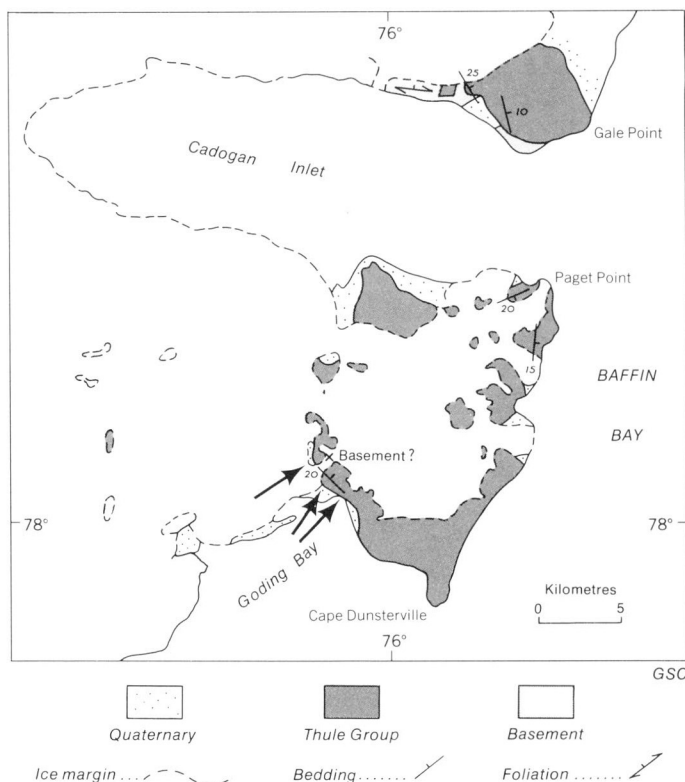 76°
25
10
Gale Point
Cadogan Inlet
Paget Point
20
15
BAFFIN
BAY
Basement?
20
78°
78°
Goding Bay
Kilometres
0 5
Cape Dunsterville
76°
GSC
Quaternary Thule Group Basement
Ice margin ... Bedding ....... Foliation .......